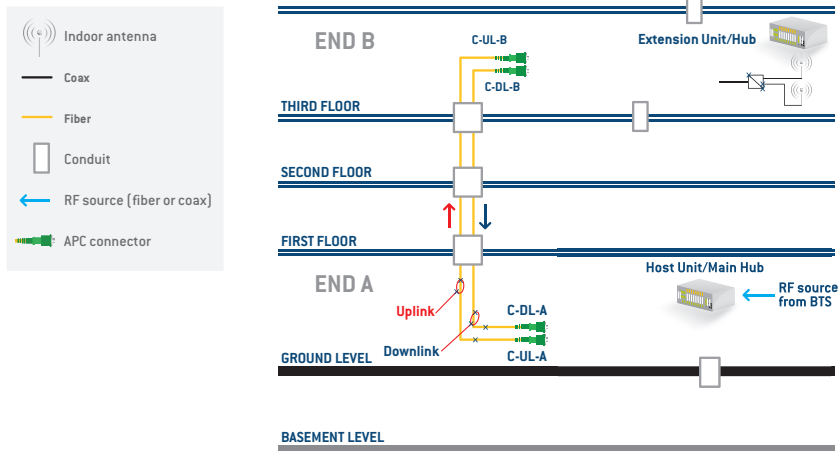 Indoor antenna
Coax
Fiber
Conduit
RF source (fiber or coax)
APC connector
END B
C-UL-B
C-DL-B
Extension Unit/Hub
THIRD FLOOR
SECOND FLOOR
FIRST FLOOR
END A
Host Unit/Main Hub
RF source
from BTS
Uplink
C-DL-A
Downlink
C-UL-A
GROUND LEVEL
BASEMENT LEVEL